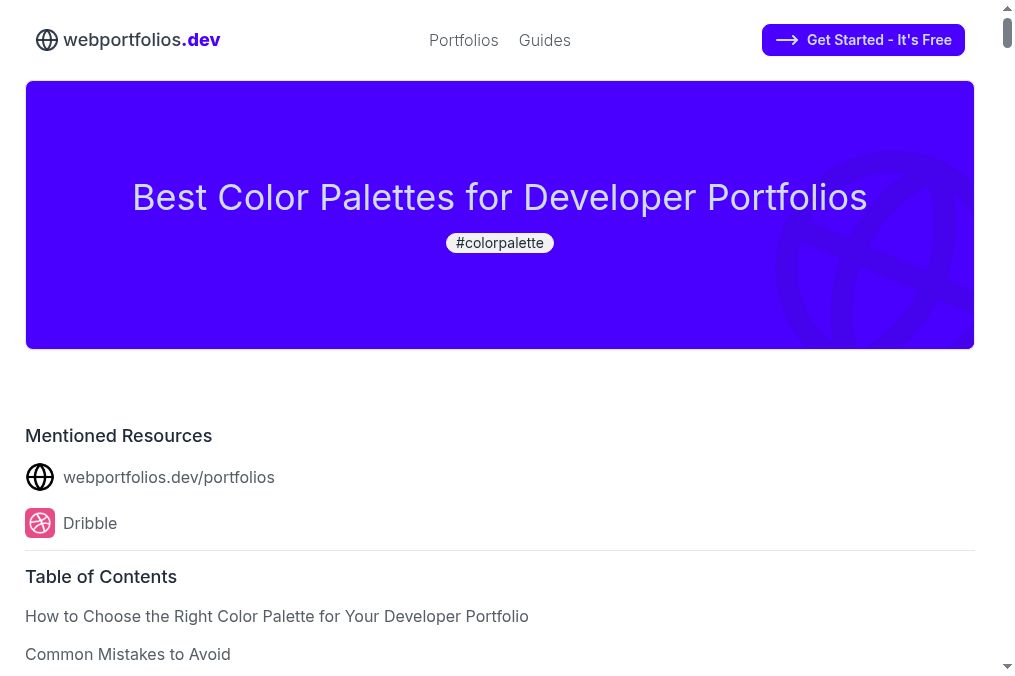 webportfolios.dev
Portfolios
Guides
Get Started - It's Free
Best Color Palettes for Developer Portfolios
#colorpalette
Mentioned Resources
webportfolios.dev/portfolios
Dribble
Table of Contents
How to Choose the Right Color Palette for Your Developer Portfolio
Common Mistakes to Avoid